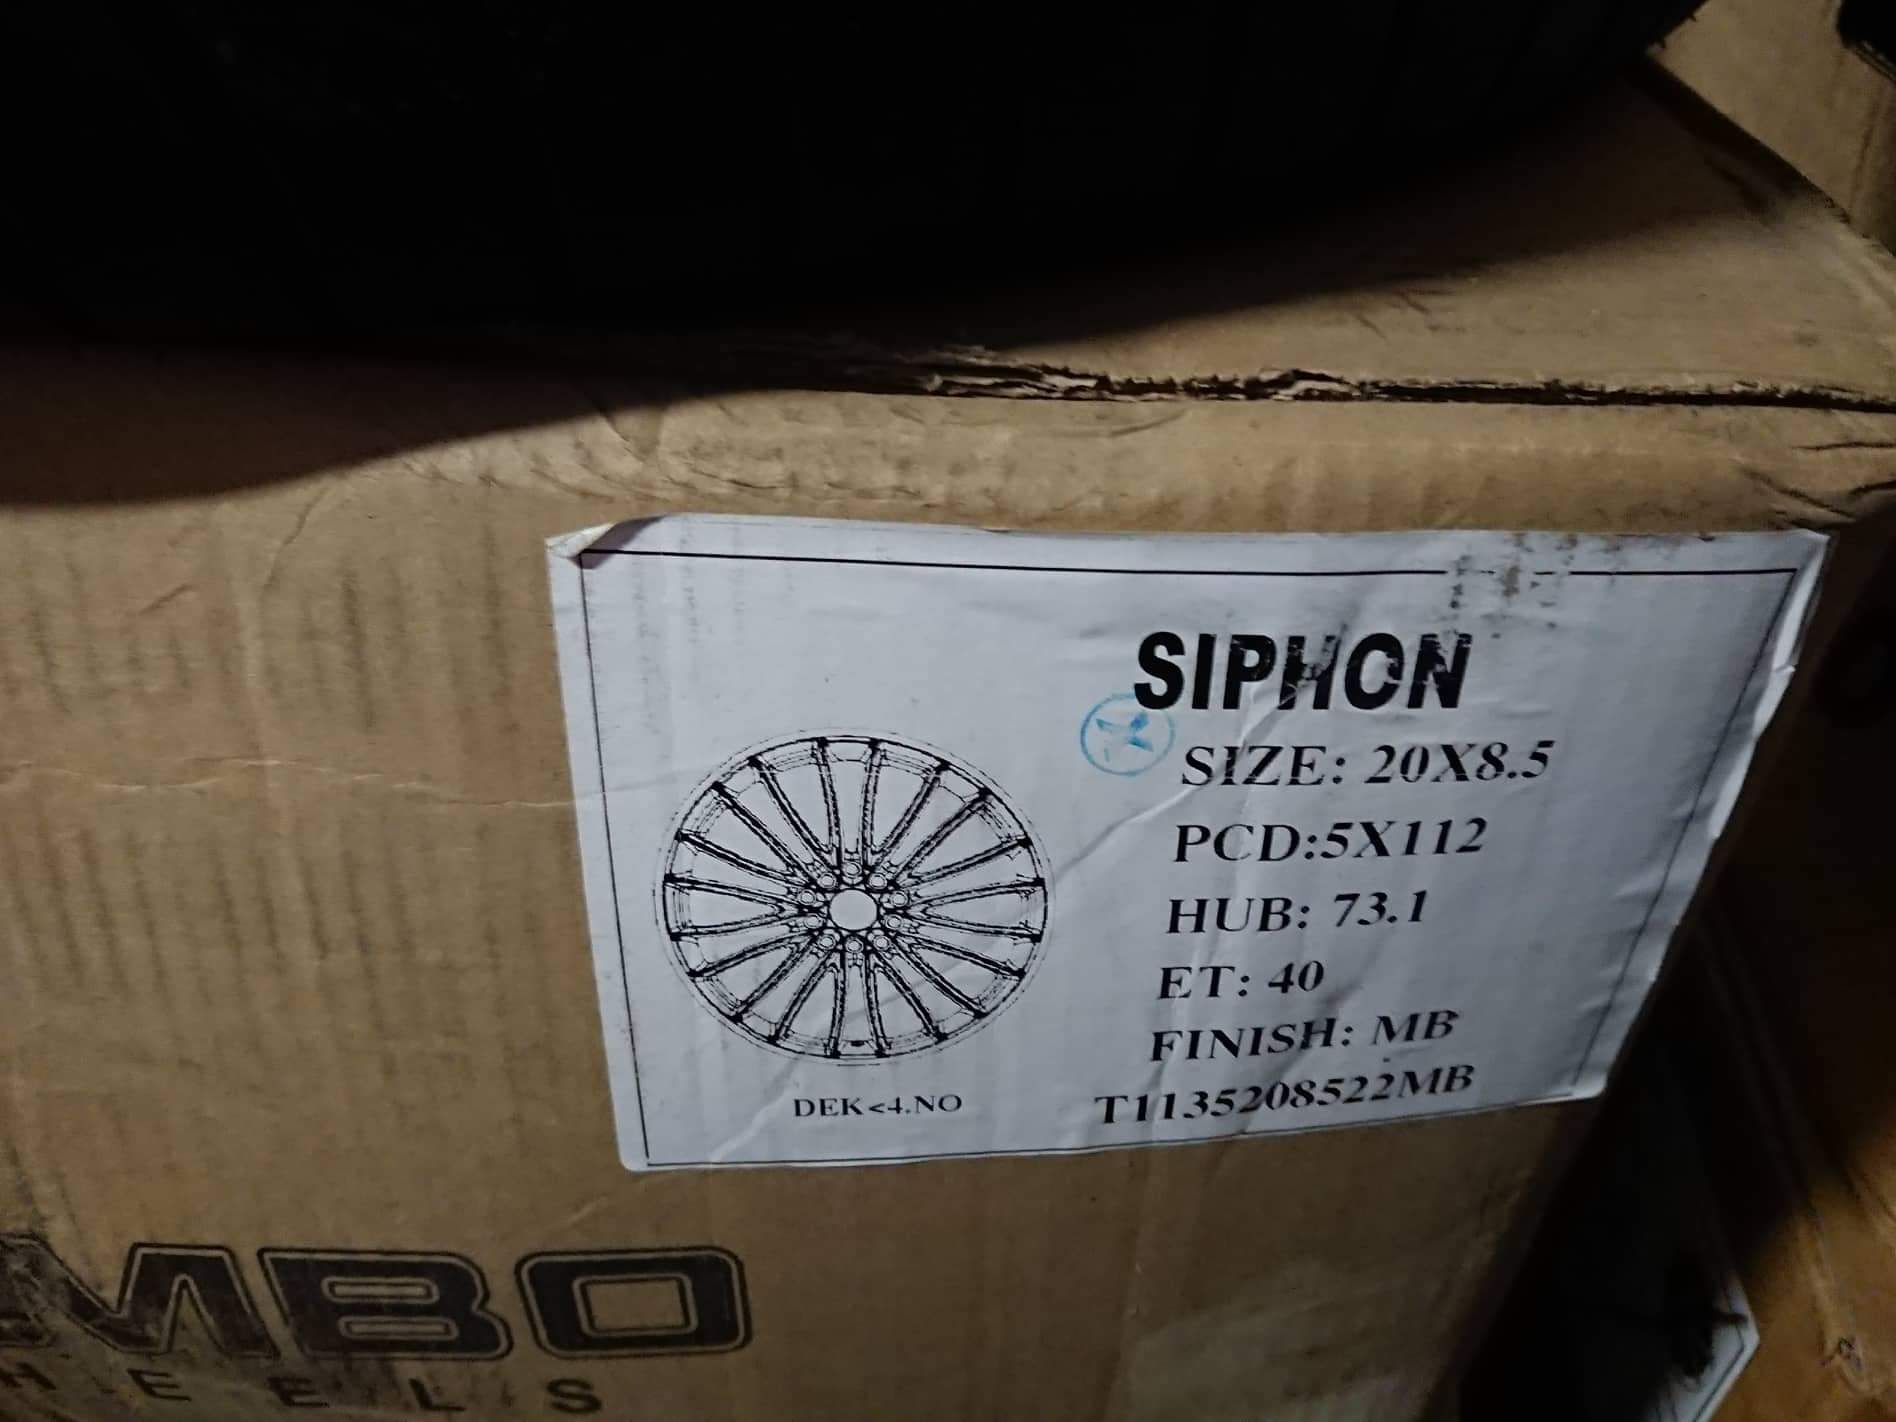 SIPHON
SIZE: 20X8.5
PCD:5X112
HUB: 73.1
ET: 40
FINISH: MB
T1135208522MB
DEK<4.NO
MBO
HEELS